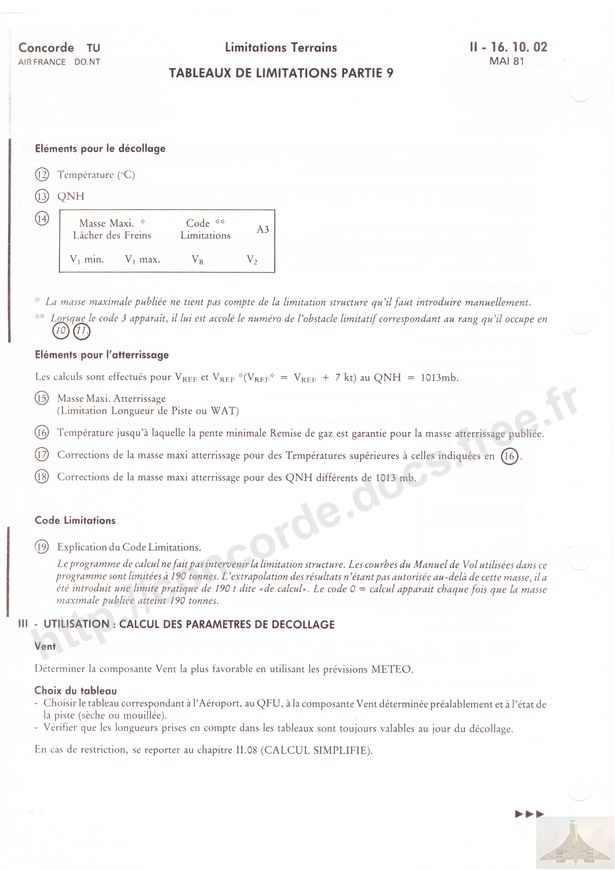 Concorde TU
Limitations Terrains
II - 16. 10. 02
AIR FRANCE DO.NT
MAI 81
TABLEAUX DE LIMITATIONS PARTIE 9
Eléments pour le décollage
12 Température (°C)
13 QNH
14
Masse Maxi. * Code **
A3
Lâcher des Freins Limitations
V1 min. V1 max. VR V2
* La masse maximale publiée ne tient pas compte de la limitation structure qu'il faut introduire manuellement.
** Lorsque le code 3 apparaît, il lui est accolé le numéro de l'obstacle limitatif correspondant au rang qu'il occupe en
10 11.
Eléments pour l'atterrissage
Les calculs sont effectués pour VREF et VREF *(VREF* = VREF + 7 kt) au QNH = 1013mb.
15 Masse Maxi. Atterrissage
(Limitation Longueur de Piste ou WAT)
16 Température jusqu'à laquelle la pente minimale Remise de gaz est garantie pour la masse atterrissage publiée.
17 Corrections de la masse maxi atterrissage pour des Températures supérieures à celles indiquées en 16.
18 Corrections de la masse maxi atterrissage pour des QNH différents de 1013 mb.
Code Limitations
19 Explication du Code Limitations.
Le programme de calcul ne fait pas intervenir la limitation structure. Les courbes du Manuel de Vol utilisées dans ce
programme sont limitées à 190 tonnes. L'extrapolation des résultats n'étant pas autorisée au-delà de cette masse, il a
été introduit une limite pratique de 190 t dite «de calcul». Le code 0 = calcul apparait chaque fois que la masse
maximale publiée atteint 190 tonnes.
III - UTILISATION : CALCUL DES PARAMETRES DE DECOLLAGE
Vent
Déterminer la composante Vent la plus favorable en utilisant les prévisions METEO.
Choix du tableau
- Choisir le tableau correspondant à l'Aéroport, au QFU, à la composante Vent déterminée préalablement et à l'état de
la piste (sèche ou mouillée).
- Vérifier que les longueurs prises en compte dans les tableaux sont toujours valables au jour du décollage.
En cas de restriction, se reporter au chapitre II.08 (CALCUL SIMPLIFIE).
http://concorde.docs.free.fr